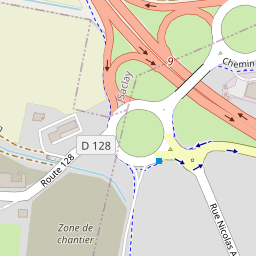 9
Chemin
Saclay
D 128
Route 128
Rue Nicolas A
Zone de
chantier